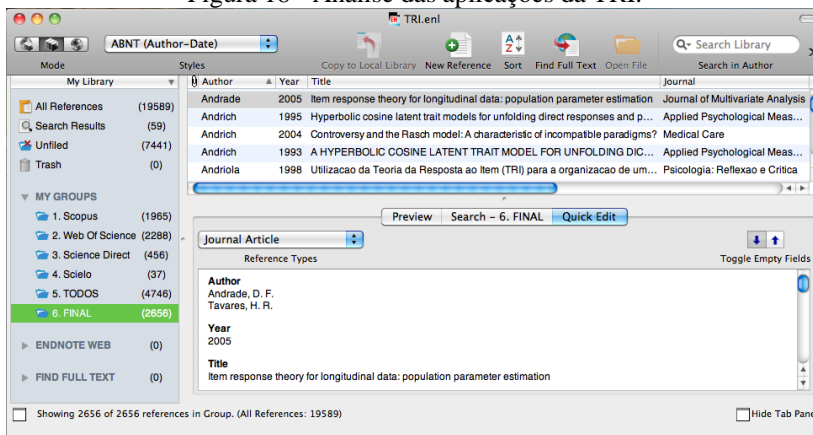 Figura 16 - Análise das aplicações da TRI.
TRI.enl
ABNT (Author-Date)
Search Library
Mode Styles Copy to Local Library New Reference Sort Find Full Text Open File Search in Author
My Library Author Year Title Journal
All References (19589)
Search Results (59)
Unfiled (7441)
Trash (0)
MY GROUPS
1. Scopus (1965)
2. Web Of Science (2288)
3. Science Direct (456)
4. Scielo (37)
5. TODOS (4746)
6. FINAL (2656)
ENDNOTE WEB (0)
FIND FULL TEXT (0)
Andrade 2005 Item response theory for longitudinal data: population parameter estimation Journal of Multivariate Analysis
Andrich 1995 Hyperbolic cosine latent trait models for unfolding direct responses and p... Applied Psychological Meas...
Andrich 2004 Controversy and the Rasch model: A characteristic of incompatible paradigms? Medical Care
Andrich 1993 A HYPERBOLIC COSINE LATENT TRAIT MODEL FOR UNFOLDING DIC... Applied Psychological Meas...
Andriola 1998 Utilizacao da Teoria da Resposta ao Item (TRI) para a organizacao de um... Psicologia: Reflexao e Critica
Preview Search – 6. FINAL Quick Edit
Journal Article
Reference Types Toggle Empty Fields
Author
Andrade, D. F.
Tavares, H. R.
Year
2005
Title
Item response theory for longitudinal data: population parameter estimation
Showing 2656 of 2656 references in Group. (All References: 19589) Hide Tab Pane